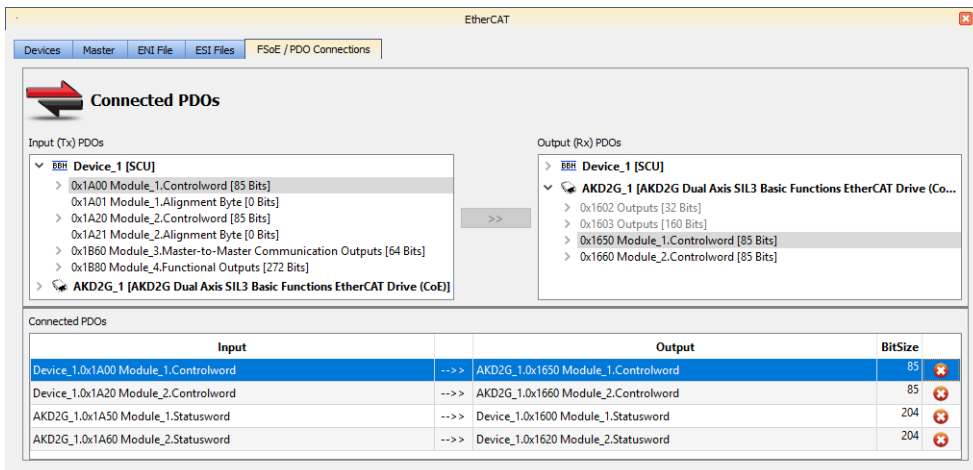 EtherCAT
Devices Master ENI File ESI Files FSoE / PDO Connections
Connected PDOs
Input (Tx) PDOs
BBH Device_1 [SCU]
0x1A00 Module_1.Controlword [85 Bits]
0x1A01 Module_1.Alignment Byte [0 Bits]
0x1A20 Module_2.Controlword [85 Bits]
0x1A21 Module_2.Alignment Byte [0 Bits]
0x1B60 Module_3.Master-to-Master Communication Outputs [64 Bits]
0x1B80 Module_4.Functional Outputs [272 Bits]
AKD2G_1 [AKD2G Dual Axis SIL3 Basic Functions EtherCAT Drive (CoE)]
>>
Output (Rx) PDOs
BBH Device_1 [SCU]
AKD2G_1 [AKD2G Dual Axis SIL3 Basic Functions EtherCAT Drive (Co...
0x1602 Outputs [32 Bits]
0x1603 Outputs [160 Bits]
0x1650 Module_1.Controlword [85 Bits]
0x1660 Module_2.Controlword [85 Bits]
Connected PDOs
Input Output BitSize
Device_1.0x1A00 Module_1.Controlword -->> AKD2G_1.0x1650 Module_1.Controlword 85
Device_1.0x1A20 Module_2.Controlword -->> AKD2G_1.0x1660 Module_2.Controlword 85
AKD2G_1.0x1A50 Module_1.Statusword -->> Device_1.0x1600 Module_1.Statusword 204
AKD2G_1.0x1A60 Module_2.Statusword -->> Device_1.0x1620 Module_2.Statusword 204